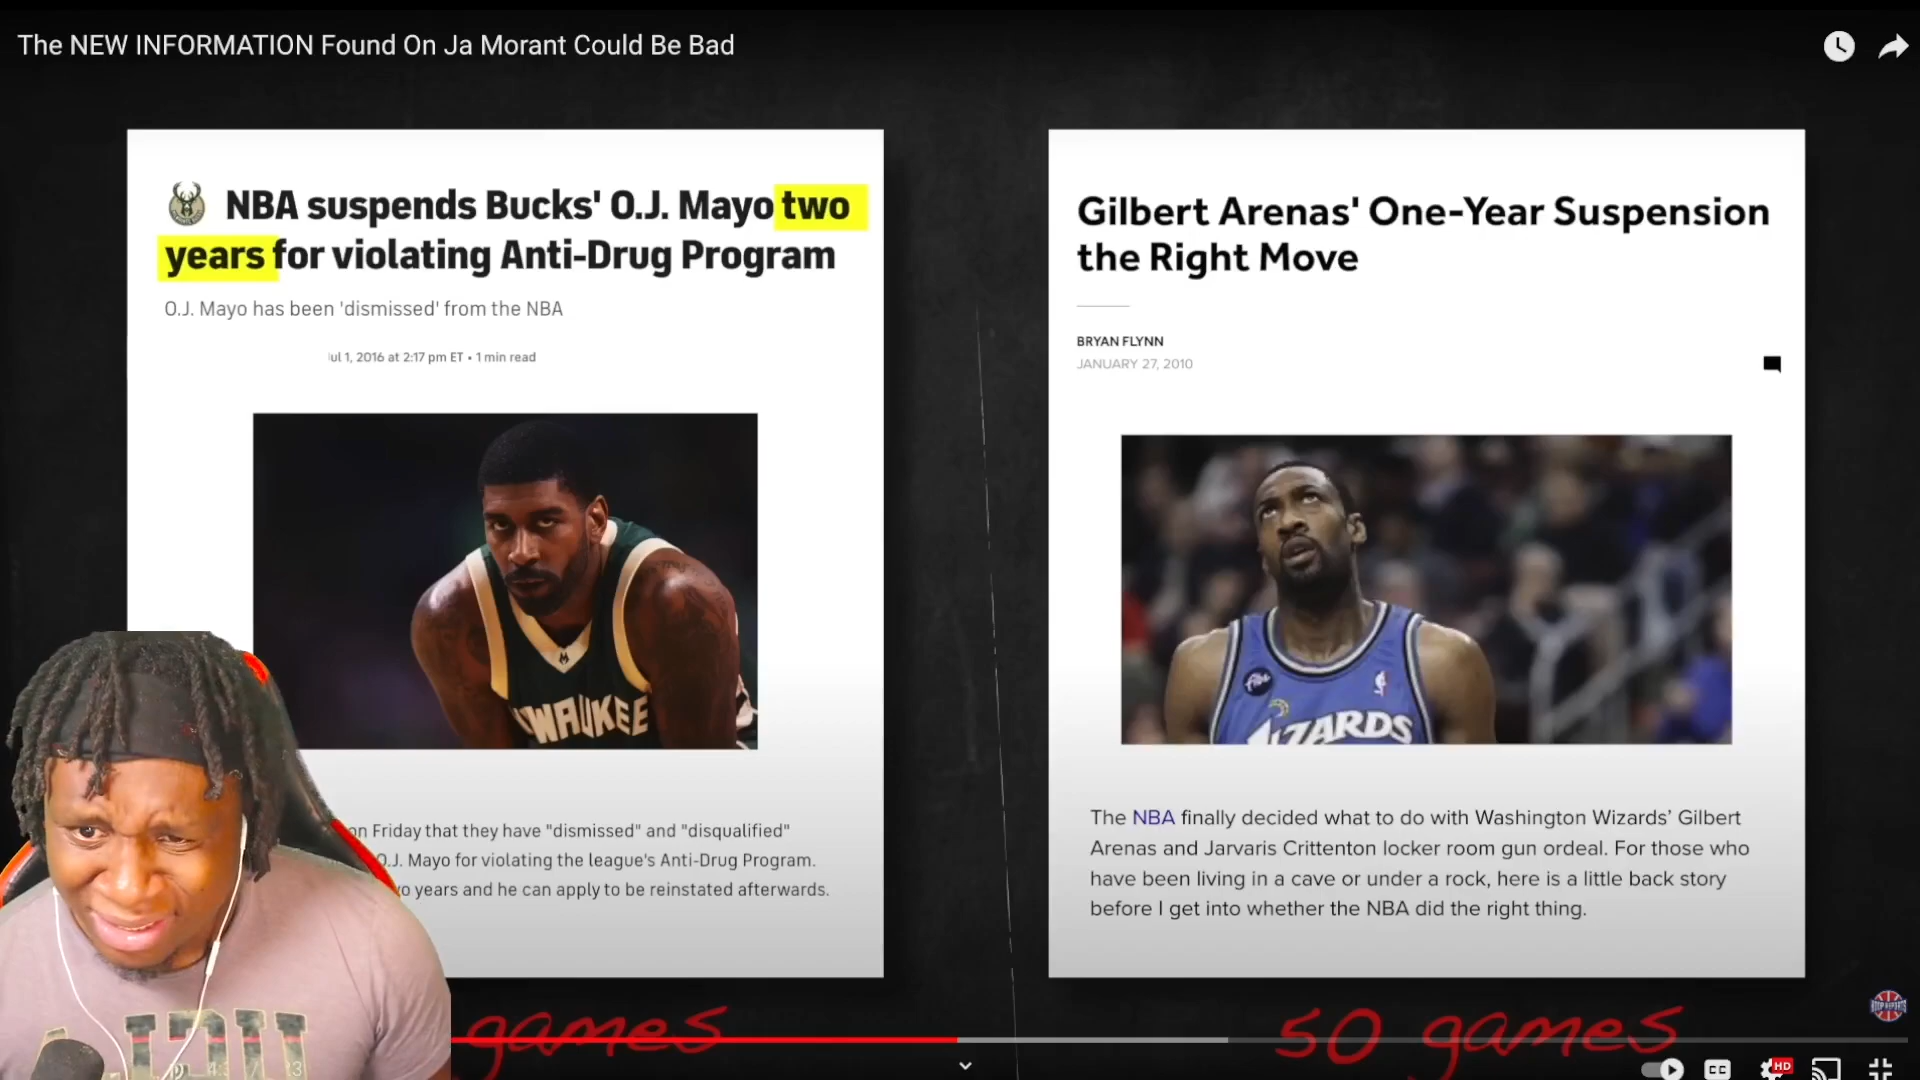 The NEW INFORMATION Found On Ja Morant Could Be Bad
NBA suspends Bucks' O.J. Mayo two
years for violating Anti-Drug Program
O.J. Mayo has been 'dismissed' from the NBA
ul 1, 2016 at 2:17 pm ET • 1 min read
on Friday that they have "dismissed" and "disqualified"
O.J. Mayo for violating the league's Anti-Drug Program.
years and he can apply to be reinstated afterwards.
games
Gilbert Arenas' One-Year Suspension
the Right Move
BRYAN FLYNN
JANUARY 27, 2010
WIZARDS
The NBA finally decided what to do with Washington Wizards' Gilbert
Arenas and Jarvaris Crittenton locker room gun ordeal. For those who
have been living in a cave or under a rock, here is a little back story
before I get into whether the NBA did the right thing.
50 games
CC
HD